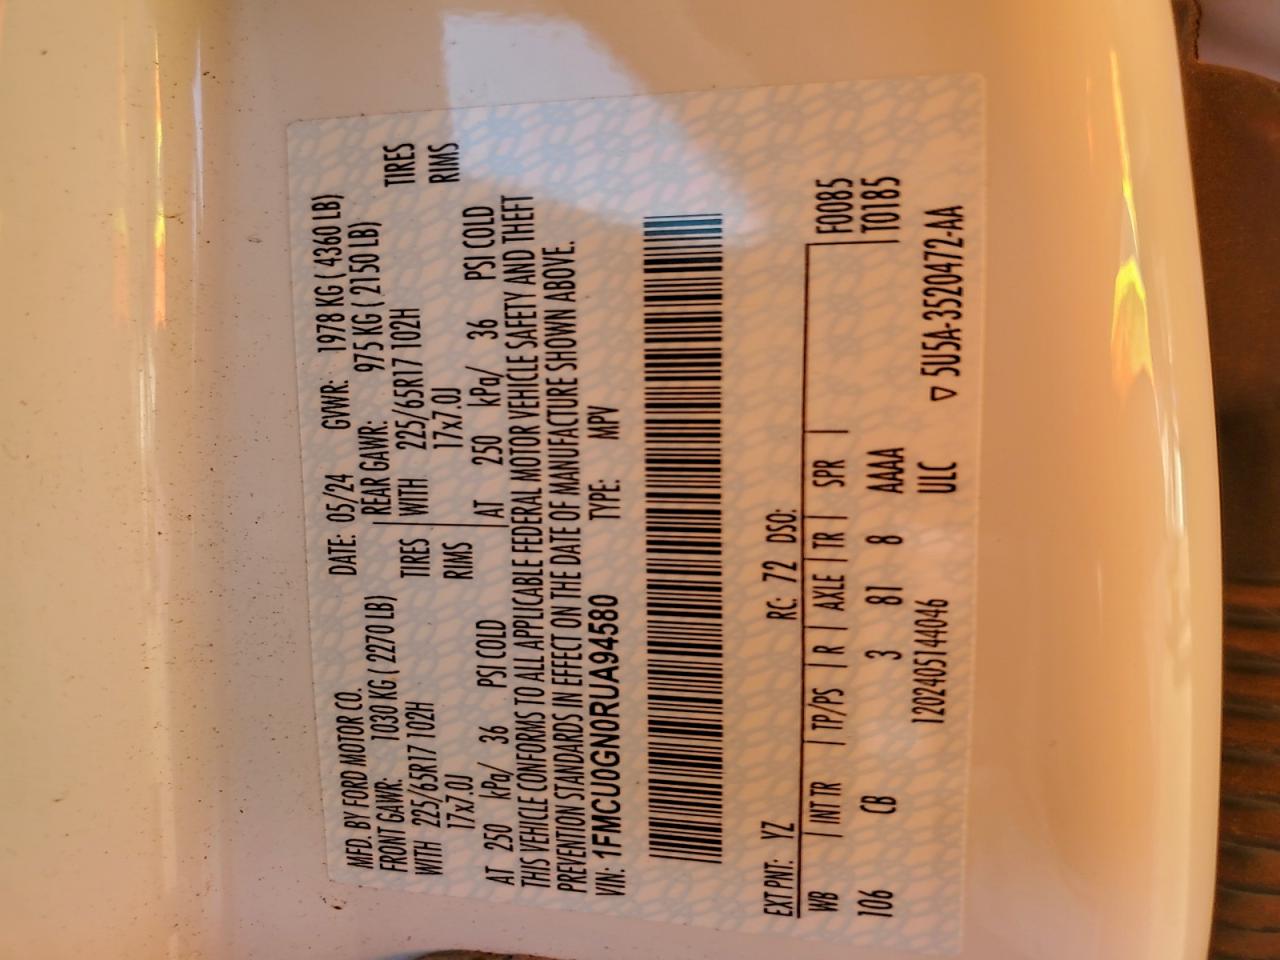 MFD. BY FORD MOTOR CO. DATE: 05/24 GVWR: 1978 KG ( 4360 LB)
FRONT GAWR: 1030 KG ( 2270 LB) REAR GAWR: 975 KG ( 2150 LB)
WITH 225/65R17 102H TIRES WITH 225/65R17 102H TIRES
17x7.0J RIMS 17x7.0J RIMS
AT 250 kPa/ 36 PSI COLD AT 250 kPa/ 36 PSI COLD
THIS VEHICLE CONFORMS TO ALL APPLICABLE FEDERAL MOTOR VEHICLE SAFETY AND THEFT
PREVENTION STANDARDS IN EFFECT ON THE DATE OF MANUFACTURE SHOWN ABOVE.
VIN: 1FMCU0GN0RUA94580 TYPE: MPV
EXT PNT: YZ RC: 72 DSO:
WB INT TR TP/PS R AXLE TR SPR F0085
106 CB 3 81 8 AAAA T0185
120240514​4046 ULC ▽ 5U5A-3520472-AA